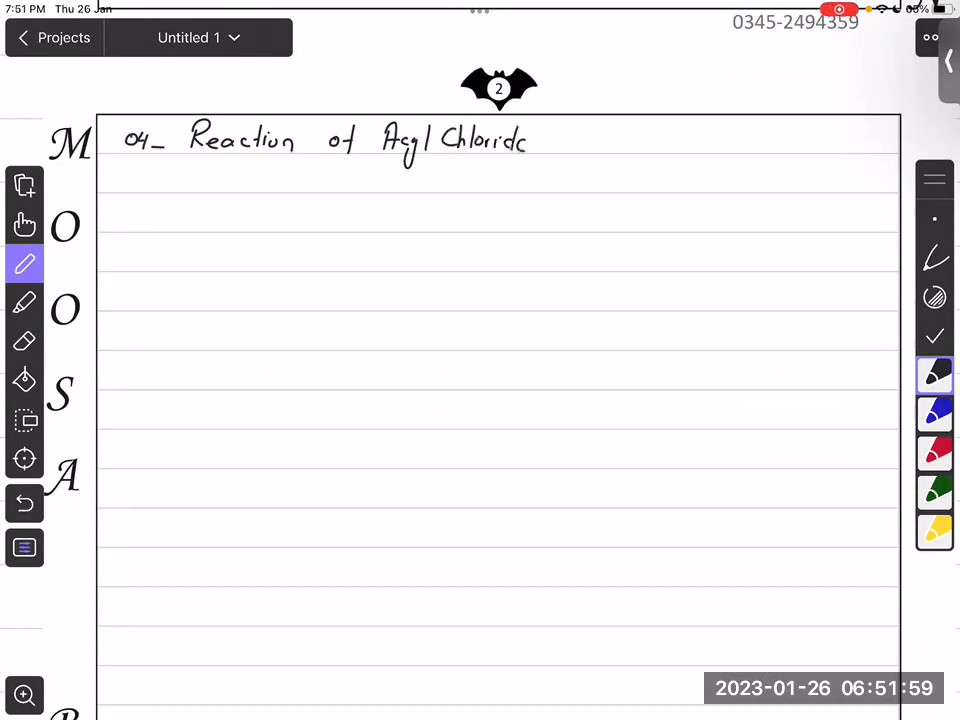 7:51 PM Thu 26 Jan
0345-2494359
Projects
Untitled 1
2
04- Reaction of Acyl Chloride
M
O
O
S
A
2023-01-26 06:51:59